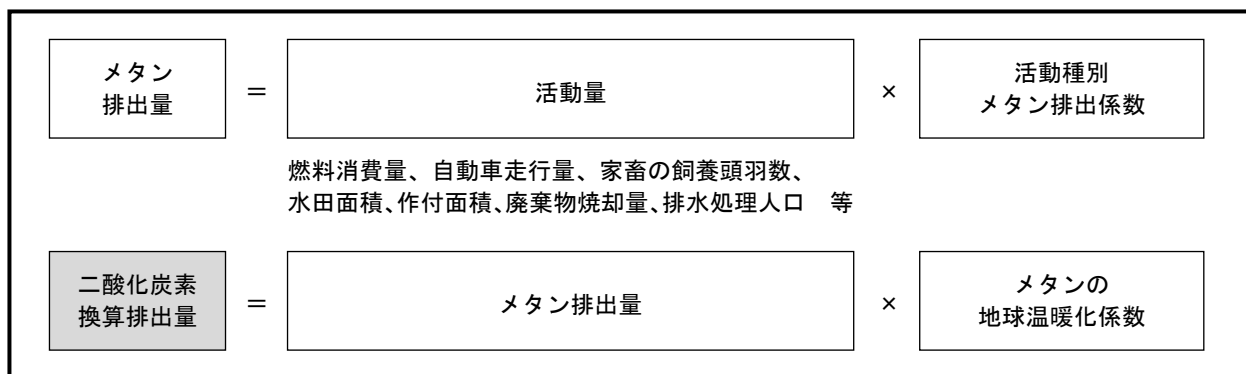 メタン
排出量
＝
活動量
×
活動種別
メタン排出係数
燃料消費量、自動車走行量、家畜の飼養頭羽数、
水田面積､作付面積､廃棄物焼却量､排水処理人口　等
二酸化炭素
換算排出量
＝
メタン排出量
×
メタンの
地球温暖化係数